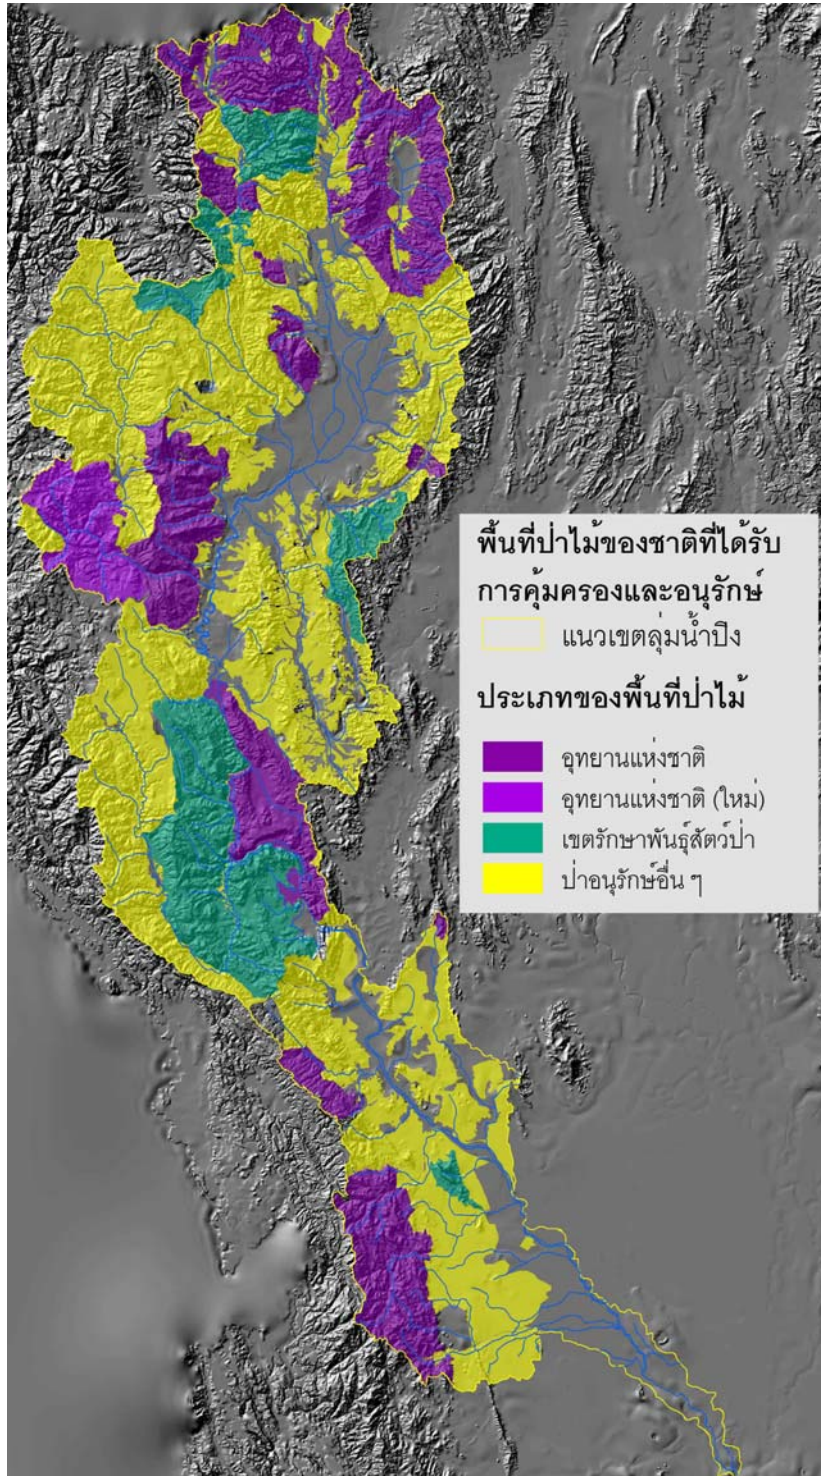 พื้นที่ป่าไม้ของชาติที่ได้รับ
การคุ้มครองและอนุรักษ์
แนวเขตลุ่มน้ำปิง
ประเภทของพื้นที่ป่าไม้
อุทยานแห่งชาติ
อุทยานแห่งชาติ (ใหม่)
เขตรักษาพันธุ์สัตว์ป่า
ป่าอนุรักษ์อื่น ๆ